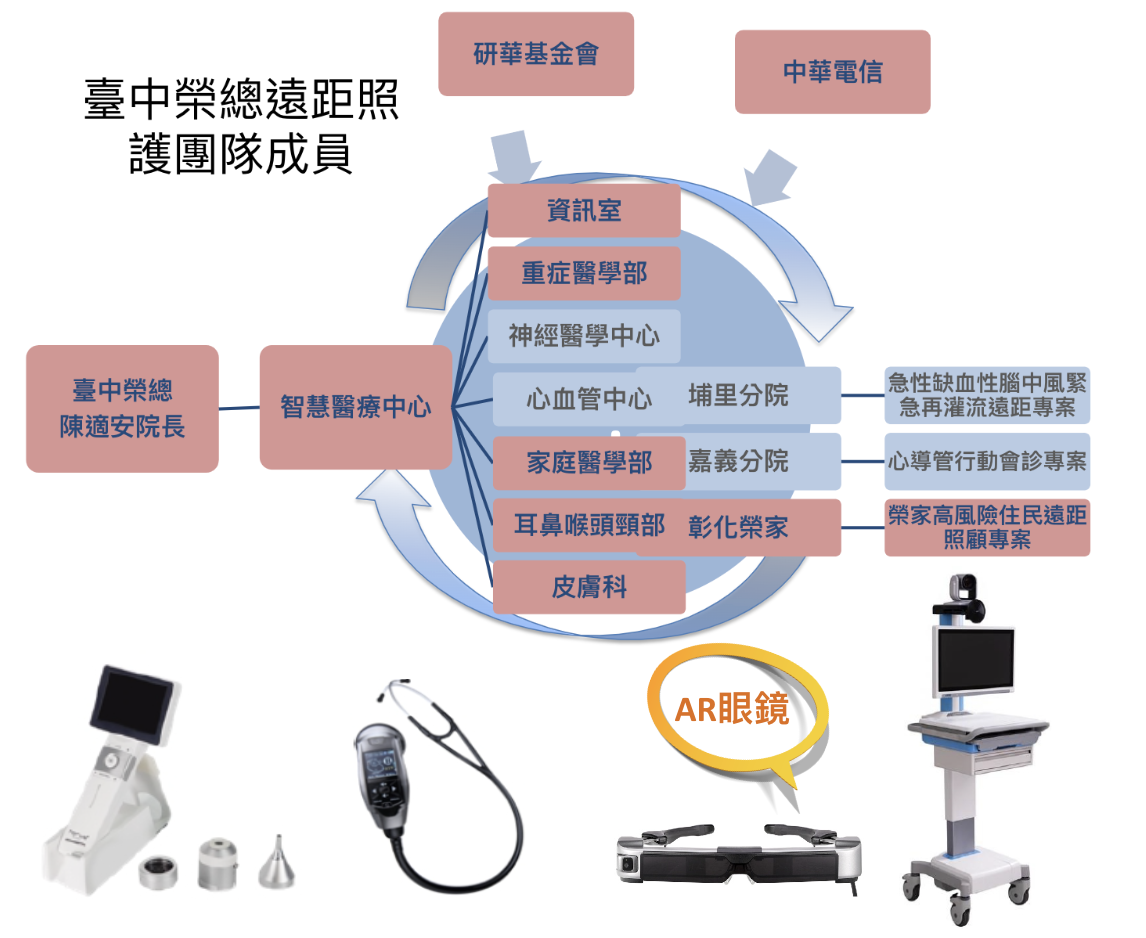 臺中榮總遠距照
護團隊成員
研華基金會
中華電信
資訊室
重症醫學部
神經醫學中心
心血管中心
家庭醫學部
耳鼻喉頭頸部
皮膚科
臺中榮總
陳適安院長
智慧醫療中心
埔里分院
嘉義分院
彰化榮家
急性缺血性腦中風緊
急再灌流遠距專案
心導管行動會診專案
榮家高風險住民遠距
照顧專案
AR眼鏡